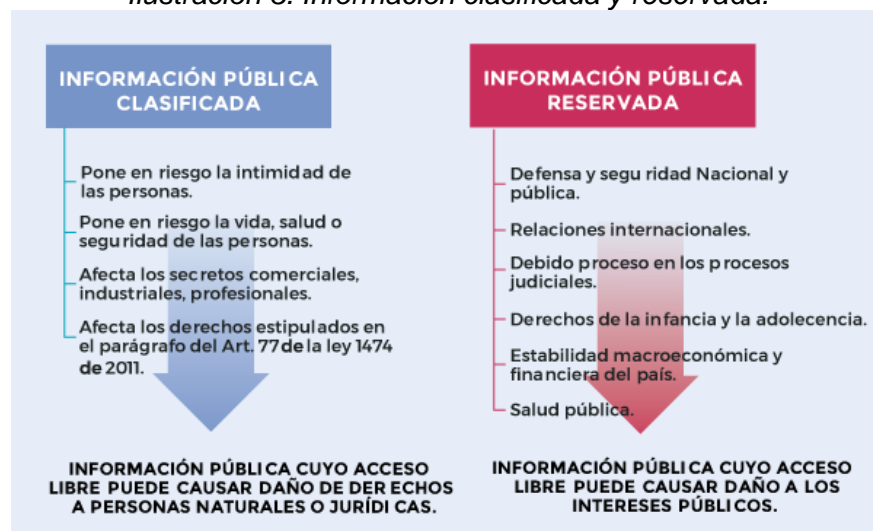 Ilustración 3. Información clasificada y reservada.
INFORMACIÓN PÚBLICA
CLASIFICADA
Pone en riesgo la intimidad de
las personas.
Pone en riesgo la vida, salud o
seguridad de las personas.
Afecta los secretos comerciales,
industriales, profesionales.
Afecta los derechos estipulados en
el parágrafo del Art. 77 de la ley 1474
de 2011.
INFORMACIÓN PÚBLICA CUYO ACCESO
LIBRE PUEDE CAUSAR DAÑO DE DERECHOS
A PERSONAS NATURALES O JURÍDICAS.
INFORMACIÓN PÚBLICA
RESERVADA
Defensa y seguridad Nacional y
pública.
Relaciones internacionales.
Debido proceso en los procesos
judiciales.
Derechos de la infancia y la adolecencia.
Estabilidad macroeconómica y
financiera del país.
Salud pública.
INFORMACIÓN PÚBLICA CUYO ACCESO
LIBRE PUEDE CAUSAR DAÑO A LOS
INTERESES PÚBLICOS.